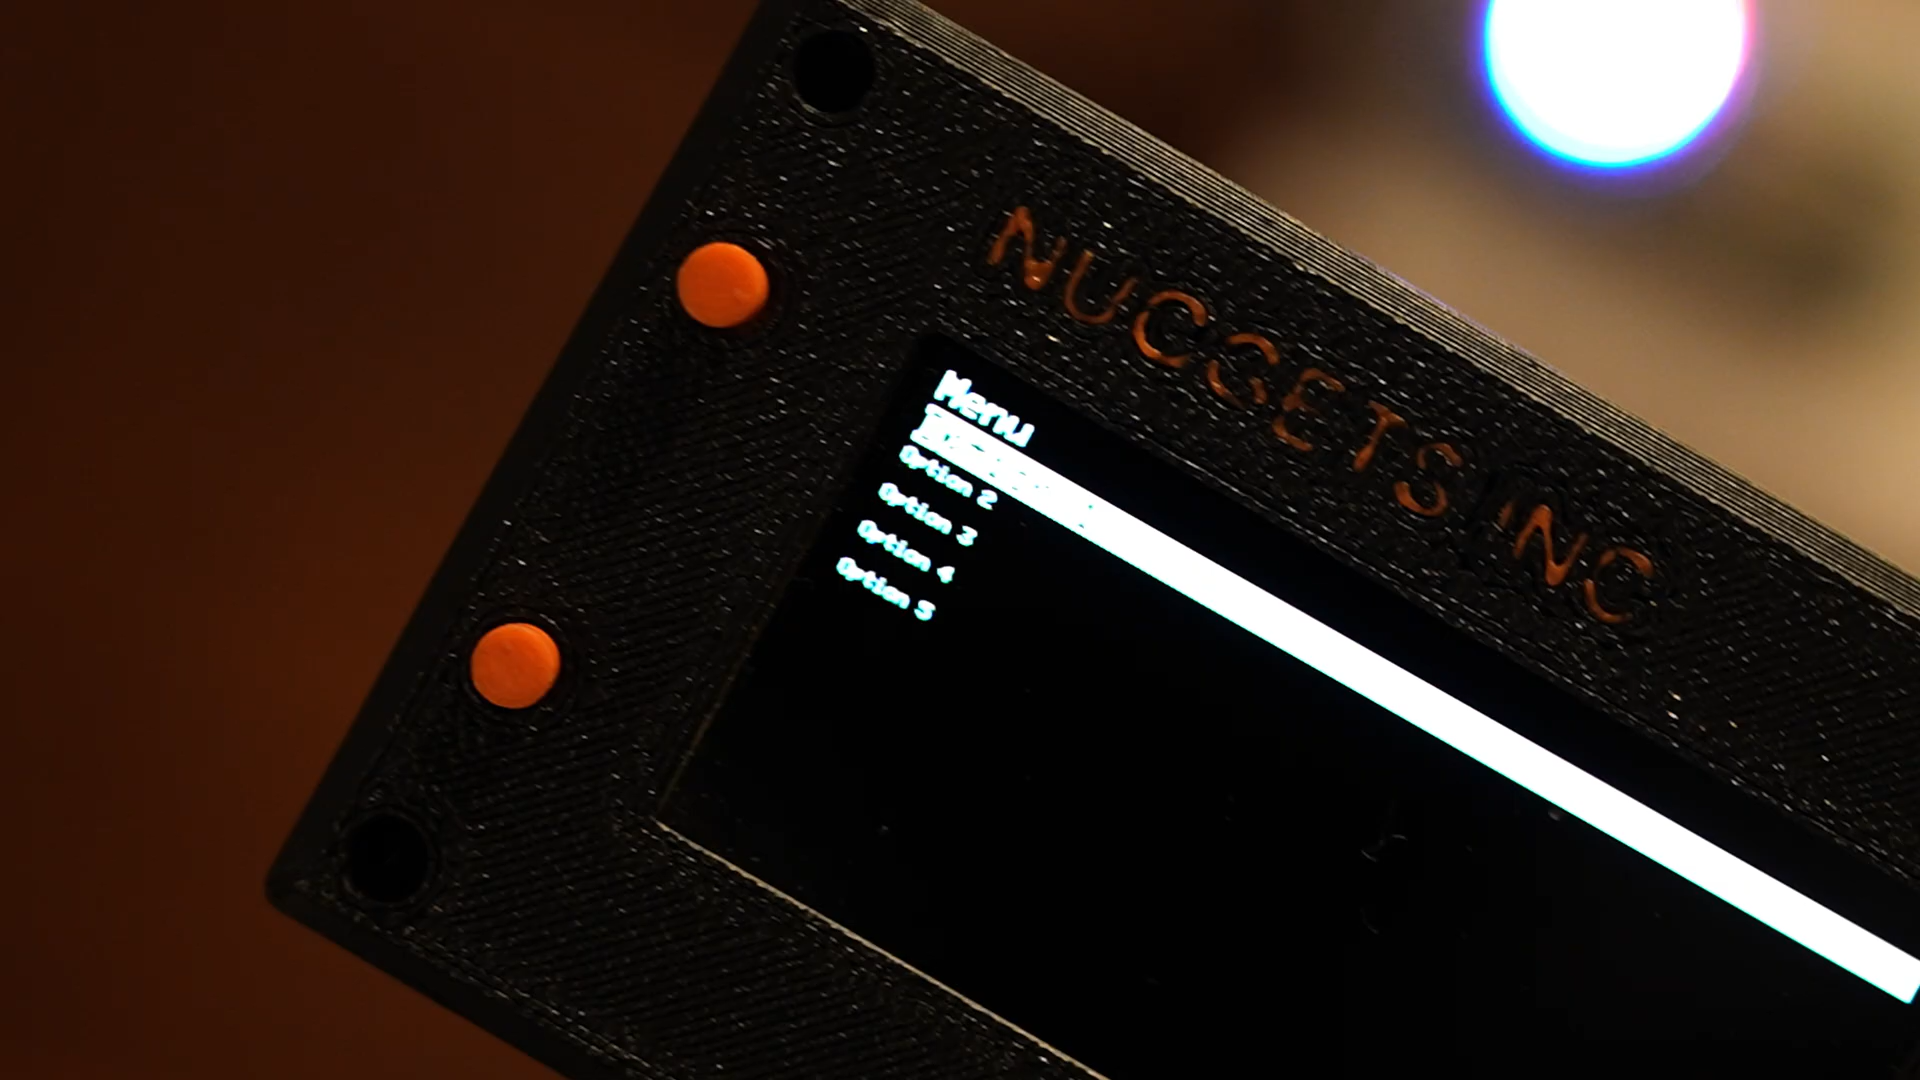 NUGGETS INC
Menu
Option 2
Option 3
Option 4
Option 5